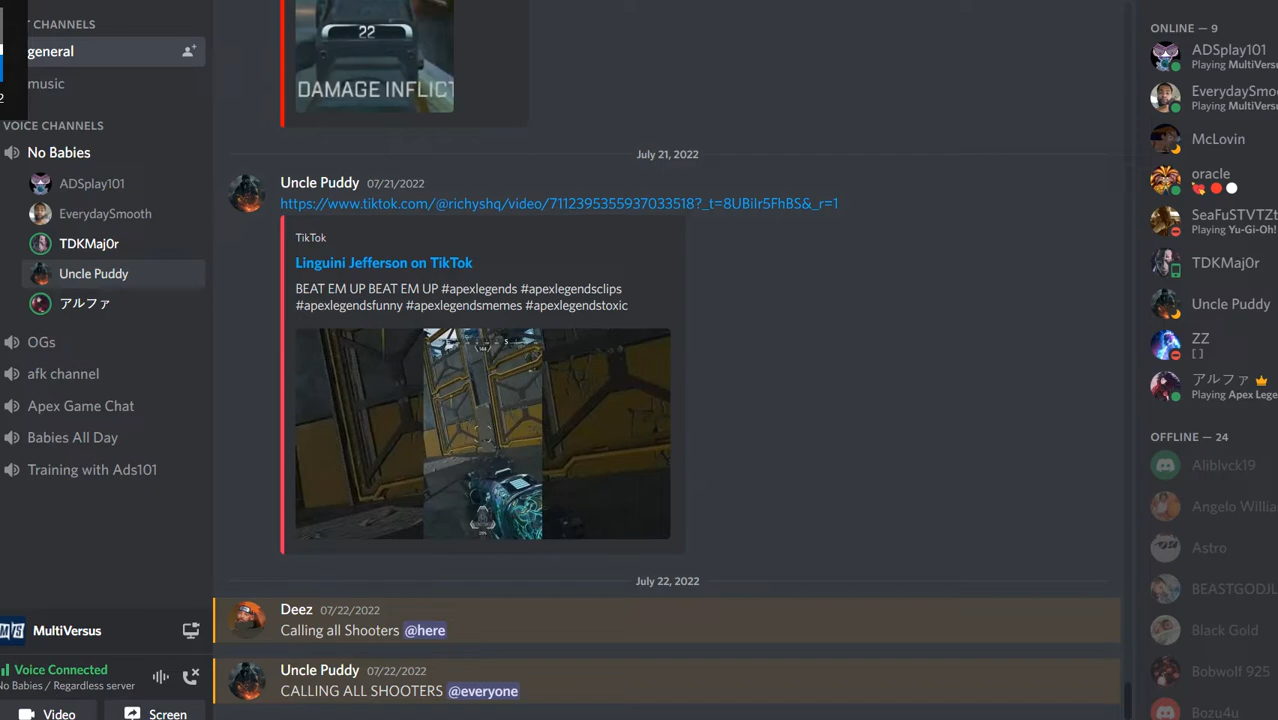 T CHANNELS
general
music
2
VOICE CHANNELS
No Babies
ADSplay101
EverydaySmooth
TDKMaj0r
Uncle Puddy
アルファ
OGs
afk channel
Apex Game Chat
Babies All Day
Training with Ads101
MultiVersus
Voice Connected
No Babies / Regardless server
Video
Screen
22
DAMAGE INFLICT
July 21, 2022
Uncle Puddy 07/21/2022
https://www.tiktok.com/@richyshq/video/7112395355937033518?_t=8UBiIr5FhBS&_r=1
TikTok
Linguini Jefferson on TikTok
BEAT EM UP BEAT EM UP #apexlegends #apexlegendsclips
#apexlegendsfunny #apexlegendsmemes #apexlegendstoxic
July 22, 2022
Deez 07/22/2022
Calling all Shooters @here
Uncle Puddy 07/22/2022
CALLING ALL SHOOTERS @everyone
ONLINE — 9
ADSplay101
Playing MultiVersus
EverydaySmoo
Playing MultiVersus
McLovin
oracle
SeaFuSTVTZt
Playing Yu-Gi-Oh!
TDKMaj0r
Uncle Puddy
ZZ
[ ]
アルファ
Playing Apex Lege
OFFLINE — 24
Aliblvck19
Angelo Willia
Astro
BEASTGODJL
Black Gold
Bobwolf 925
Bozu4u